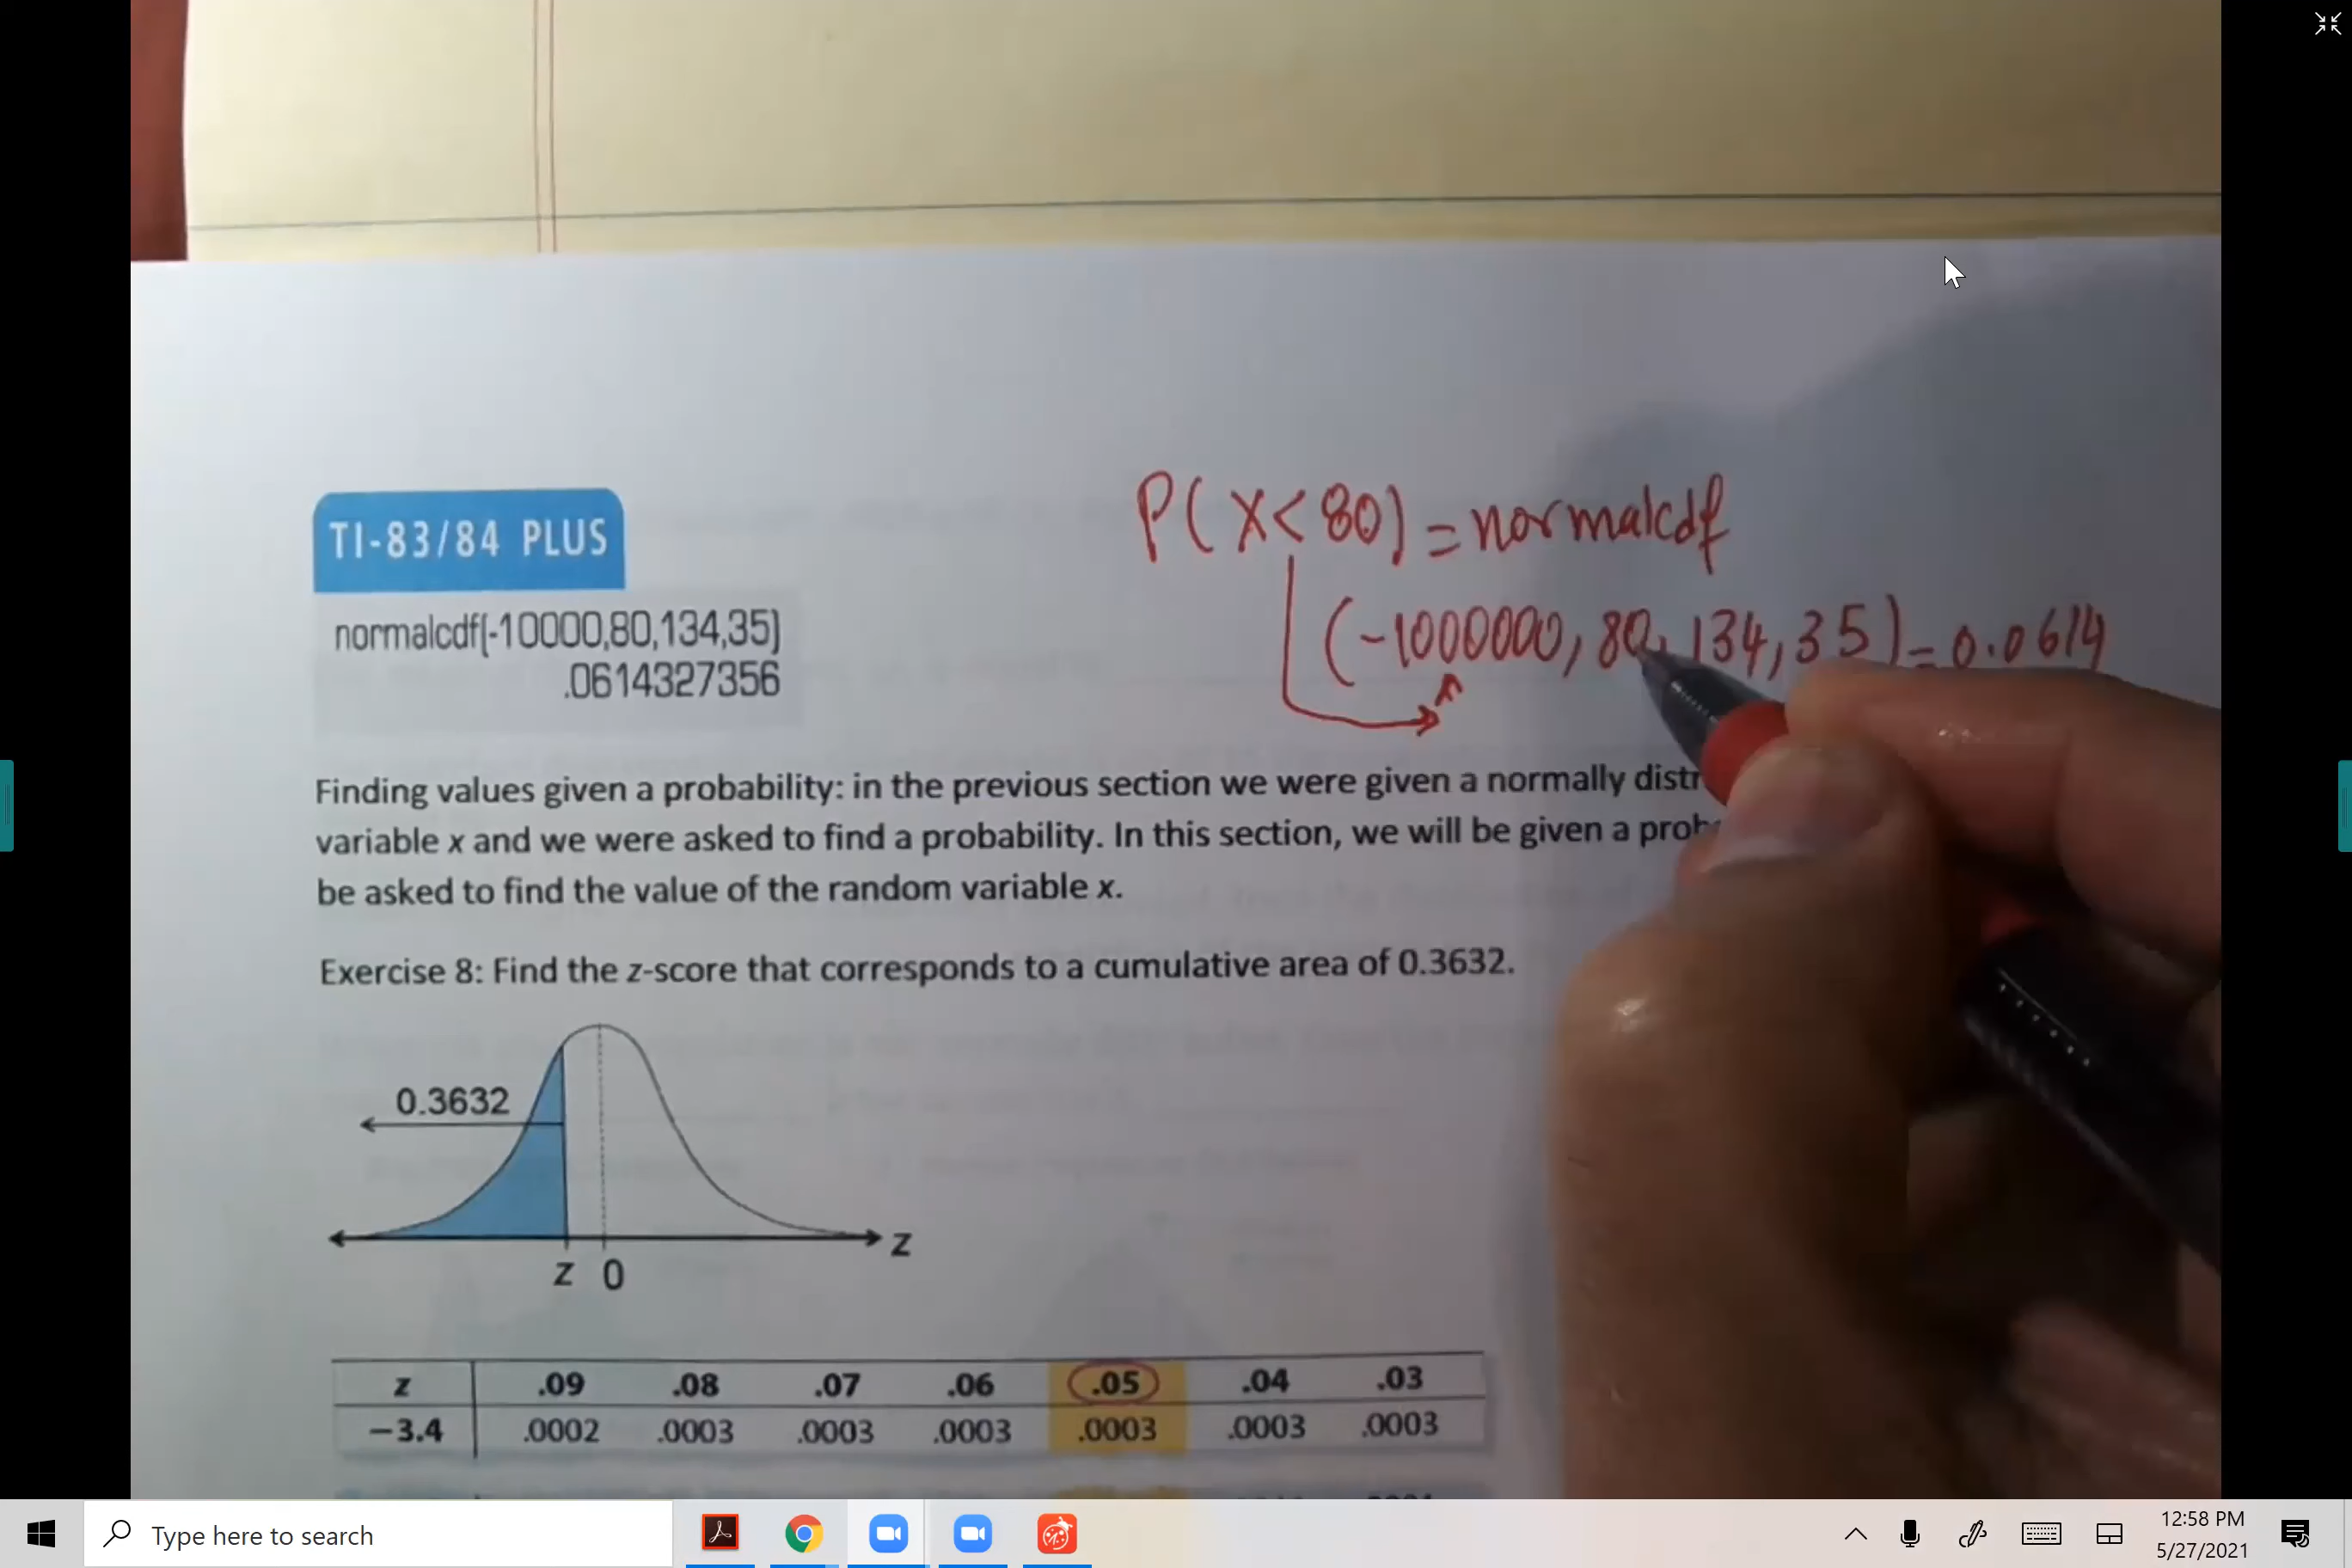 TI-83/84 PLUS
P(X<80) = normalcdf
normalcdf(-10000,80,134,35)
.0614327356
(-1000000, 80, 134, 35) = 0.0614
Finding values given a probability: in the previous section we were given a normally
variable x and we were asked to find a probability. In this section, we will be given a
be asked to find the value of the random variable x.
Exercise 8: Find the z-score that corresponds to a cumulative area of 0.3632.
0.3632
z
z 0
z .09 .08 .07 .06 .05 .04 .03
−3.4 .0002 .0003 .0003 .0003 .0003 .0003 .0003
Type here to search
12:58 PM
5/27/2021